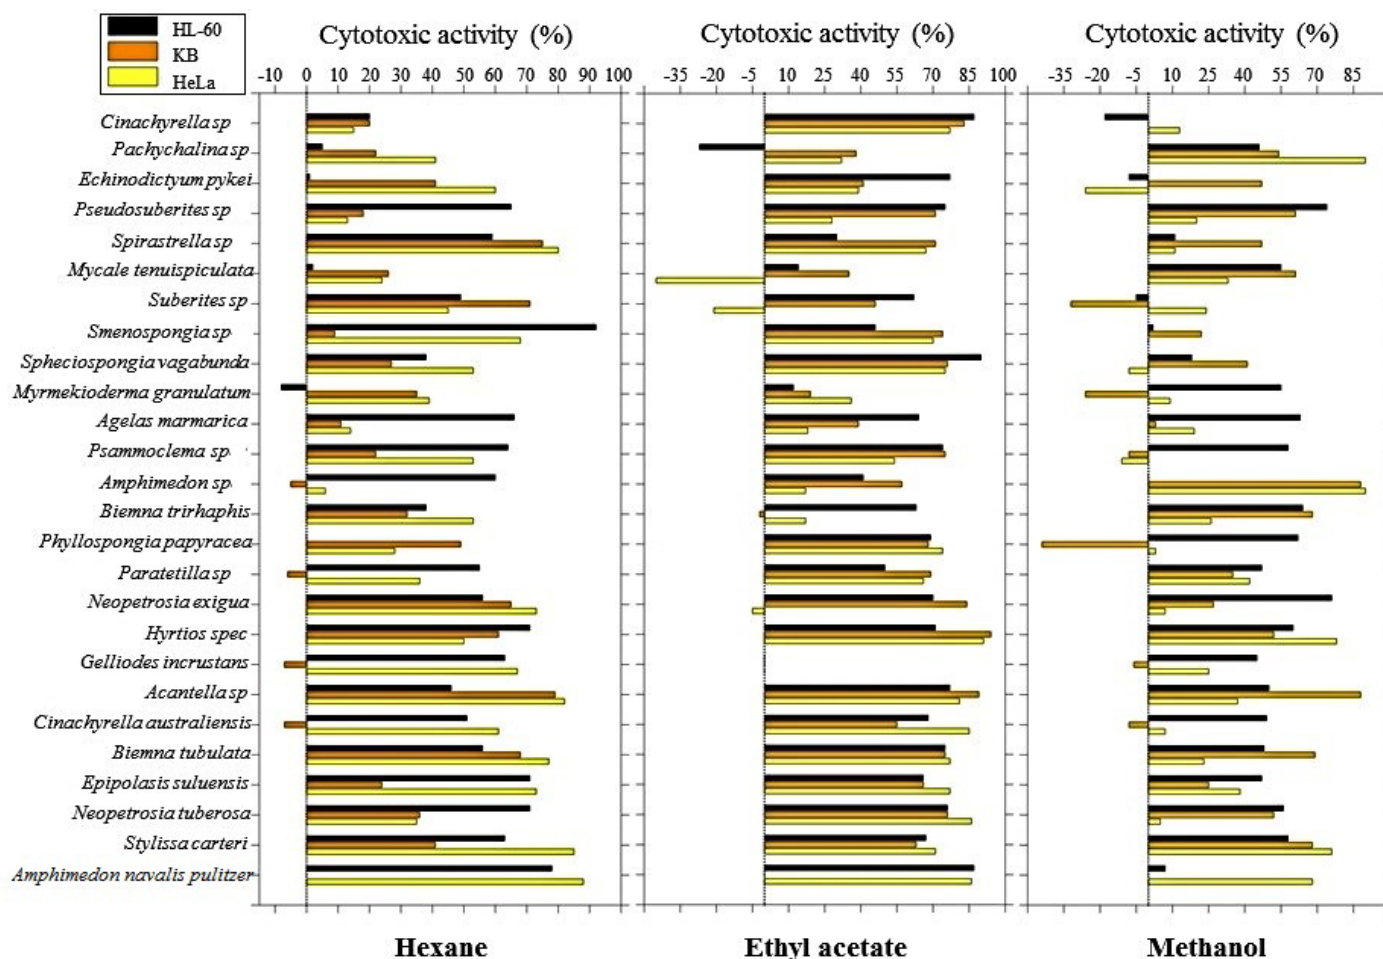 HL-60
KB
HeLa
Cytotoxic activity (%)
Cytotoxic activity (%)
Cytotoxic activity (%)
-10 0 10 20 30 40 50 60 70 80 90 100
-35 -20 -5 10 25 40 55 70 85 100
-35 -20 -5 10 25 40 55 70 85
Cinachyrella sp
Pachychalina sp
Echinodictyum pykei
Pseudosuberites sp
Spirastrella sp
Mycale tenuispiculata
Suberites sp
Smenospongia sp
Spheciospongia vagabunda
Myrmekioderma granulatum
Agelas marmarica
Psammoclema sp
Amphimedon sp
Biemna trirhaphis
Phyllospongia papyracea
Paratetilla sp
Neopetrosia exigua
Hyrtios spec
Gelliodes incrustans
Acantella sp
Cinachyrella australiensis
Biemna tubulata
Epipolasis suluensis
Neopetrosia tuberosa
Stylissa carteri
Amphimedon navalis pulitzer
Hexane
Ethyl acetate
Methanol